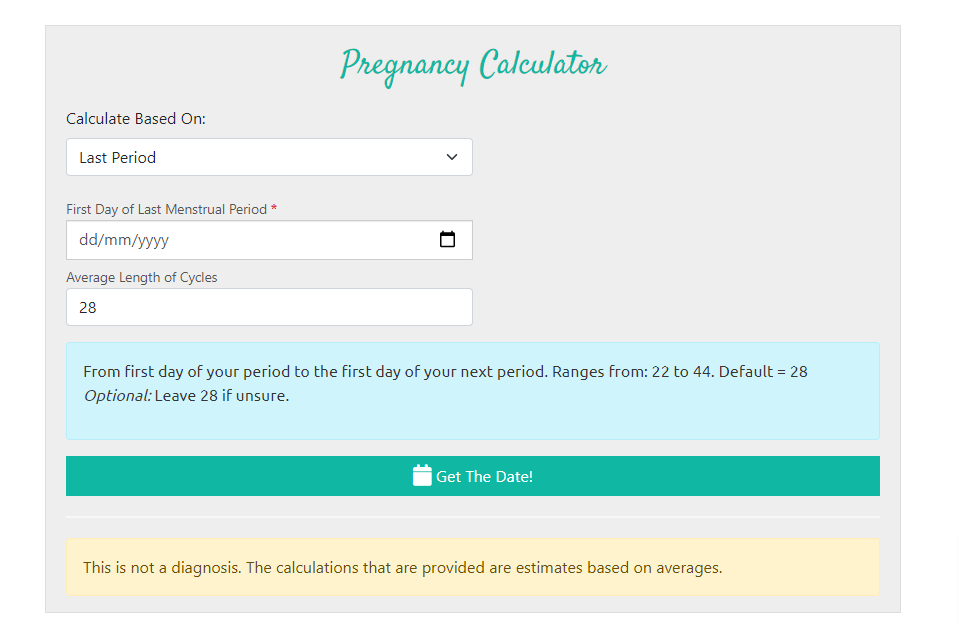 Pregnancy Calculator
Calculate Based On:
Last Period
First Day of Last Menstrual Period *
dd/mm/yyyy
Average Length of Cycles
28
From first day of your period to the first day of your next period. Ranges from: 22 to 44. Default = 28
Optional: Leave 28 if unsure.
Get The Date!
This is not a diagnosis. The calculations that are provided are estimates based on averages.